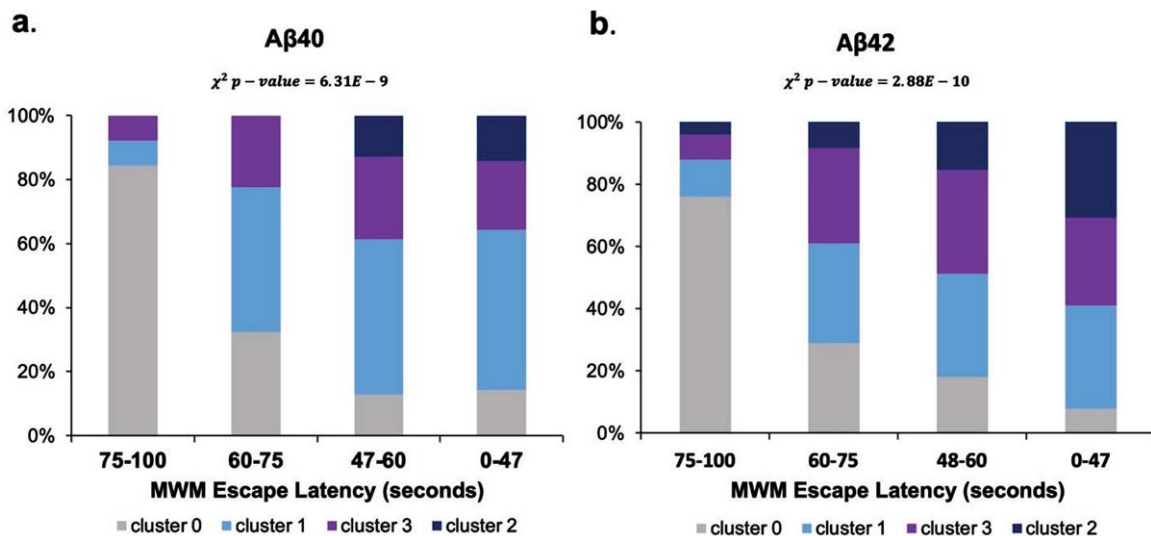 a.
Aβ40
χ² p − value = 6.31E − 9
100%
80%
60%
40%
20%
0%
75-100 60-75 47-60 0-47
MWM Escape Latency (seconds)
cluster 0 cluster 1 cluster 3 cluster 2
b.
Aβ42
χ² p − value = 2.88E − 10
100%
80%
60%
40%
20%
0%
75-100 60-75 48-60 0-47
MWM Escape Latency (seconds)
cluster 0 cluster 1 cluster 3 cluster 2